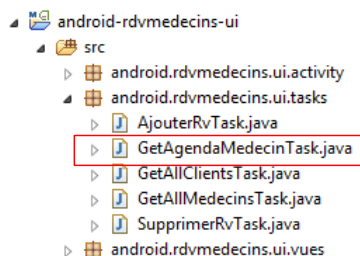 android-rdvmedecins-ui
src
android.rdvmedecins.ui.activity
android.rdvmedecins.ui.tasks
AjouterRvTask.java
GetAgendaMedecinTask.java
GetAllClientsTask.java
GetAllMedecinsTask.java
SupprimerRvTask.java
android.rdvmedecins.ui.vues